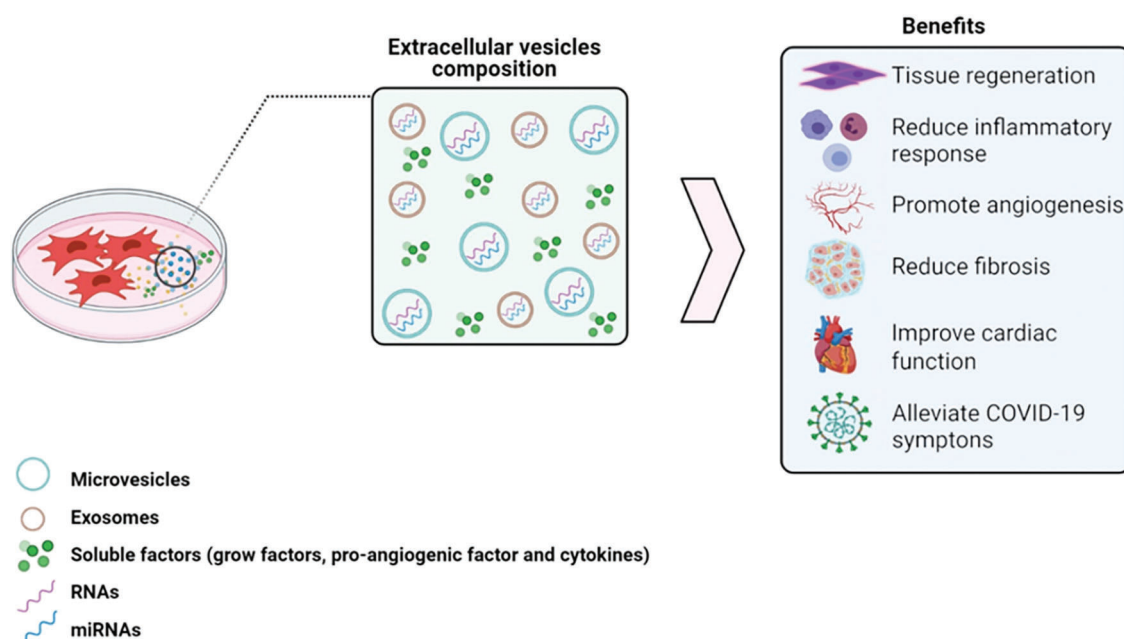 Extracellular vesicles
composition
Benefits
Tissue regeneration
Reduce inflammatory
response
Promote angiogenesis
Reduce fibrosis
Improve cardiac
function
Alleviate COVID-19
symptons
Microvesicles
Exosomes
Soluble factors (grow factors, pro-angiogenic factor and cytokines)
RNAs
miRNAs